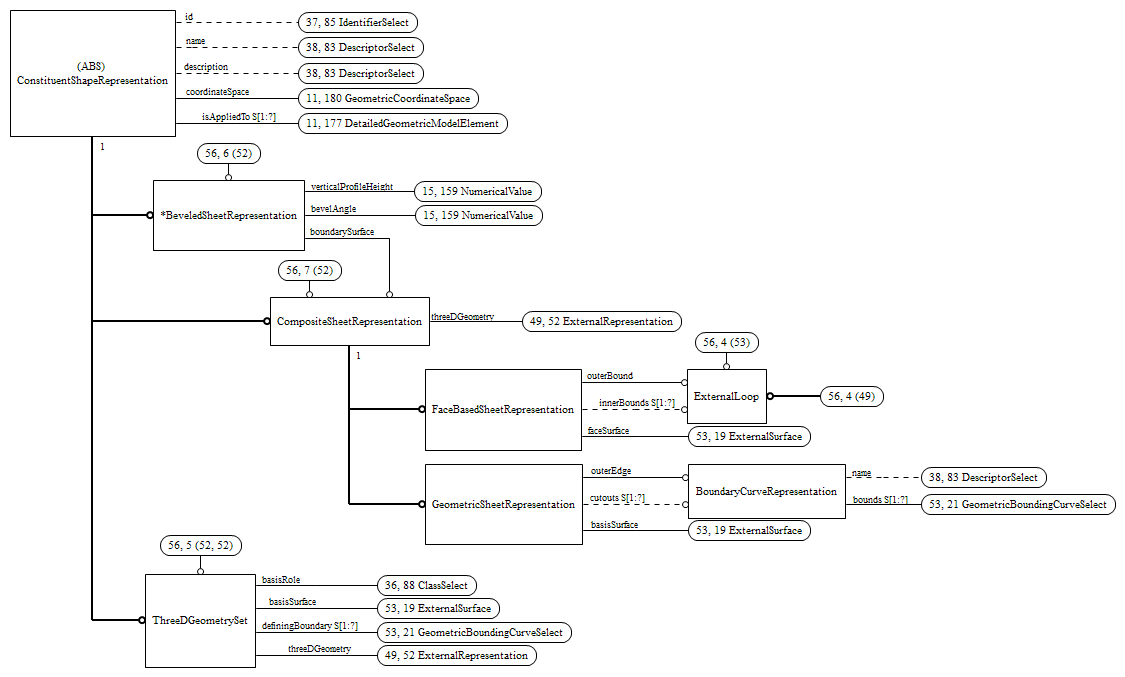 id
37, 85 IdentifierSelect
name
38, 83 DescriptorSelect
(ABS)
ConstituentShapeRepresentation
description
38, 83 DescriptorSelect
coordinateSpace
11, 180 GeometricCoordinateSpace
isAppliedTo S[1:?]
11, 177 DetailedGeometricModelElement
1
56, 6 (52)
*BeveledSheetRepresentation
verticalProfileHeight
15, 159 NumericalValue
bevelAngle
15, 159 NumericalValue
boundarySurface
56, 7 (52)
CompositeSheetRepresentation
threeDGeometry
49, 52 ExternalRepresentation
1
56, 4 (53)
FaceBasedSheetRepresentation
outerBound
innerBounds S[1:?]
faceSurface
ExternalLoop
56, 4 (49)
53, 19 ExternalSurface
GeometricSheetRepresentation
outerEdge
cutouts S[1:?]
basisSurface
BoundaryCurveRepresentation
name
38, 83 DescriptorSelect
bounds S[1:?]
53, 21 GeometricBoundingCurveSelect
53, 19 ExternalSurface
56, 5 (52, 52)
ThreeDGeometrySet
basisRole
36, 88 ClassSelect
basisSurface
53, 19 ExternalSurface
definingBoundary S[1:?]
53, 21 GeometricBoundingCurveSelect
threeDGeometry
49, 52 ExternalRepresentation